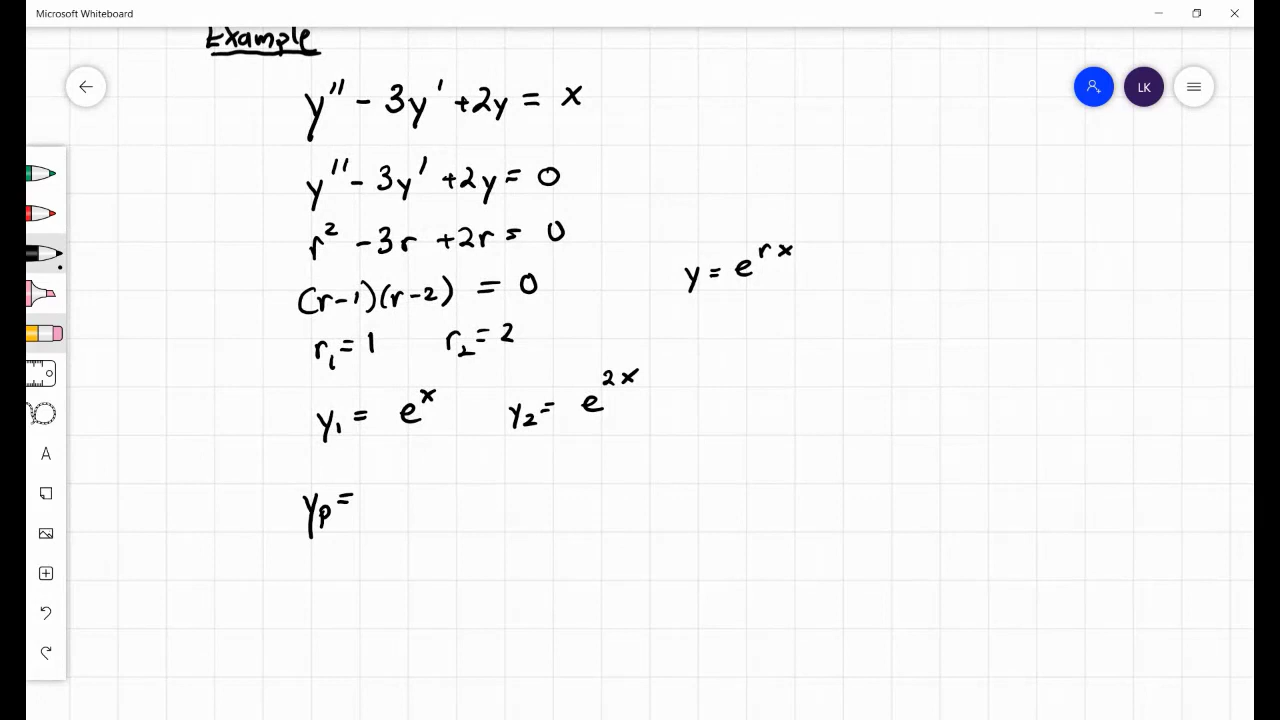 Microsoft Whiteboard
Example
LK
y'' - 3y' + 2y = x
y'' - 3y' + 2y = 0
r² - 3r + 2r = 0
y = e^{rx}
(r-1)(r-2) = 0
r₁ = 1 r₂ = 2
y₁ = e^x y₂ = e^{2x}
A
y_p =